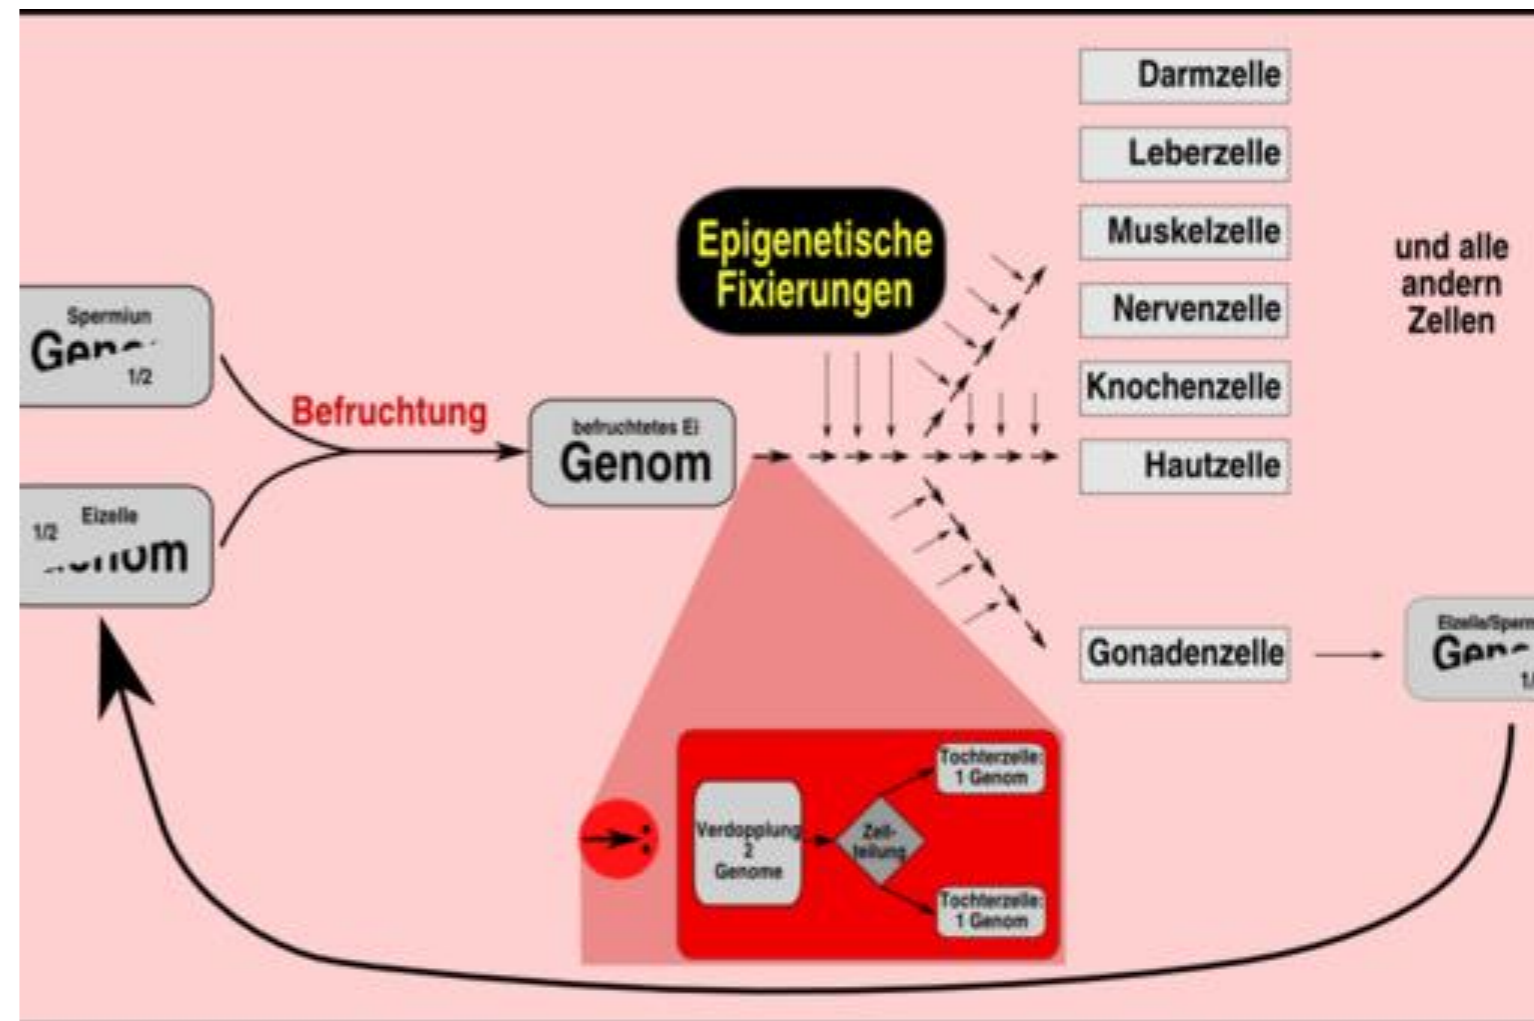 Darmzelle
Leberzelle
Muskelzelle
Nervenzelle
Knochenzelle
Hautzelle
und alle
andern
Zellen
Epigenetische
Fixierungen
Spermiun
1/2
Befruchtung
befruchtetes Ei
Genom
Eizelle
1/2
Gonadenzelle
Tochterzelle:
1 Genom
Verdopplung
2
Genome
Zell-
teilung
Tochterzelle:
1 Genom